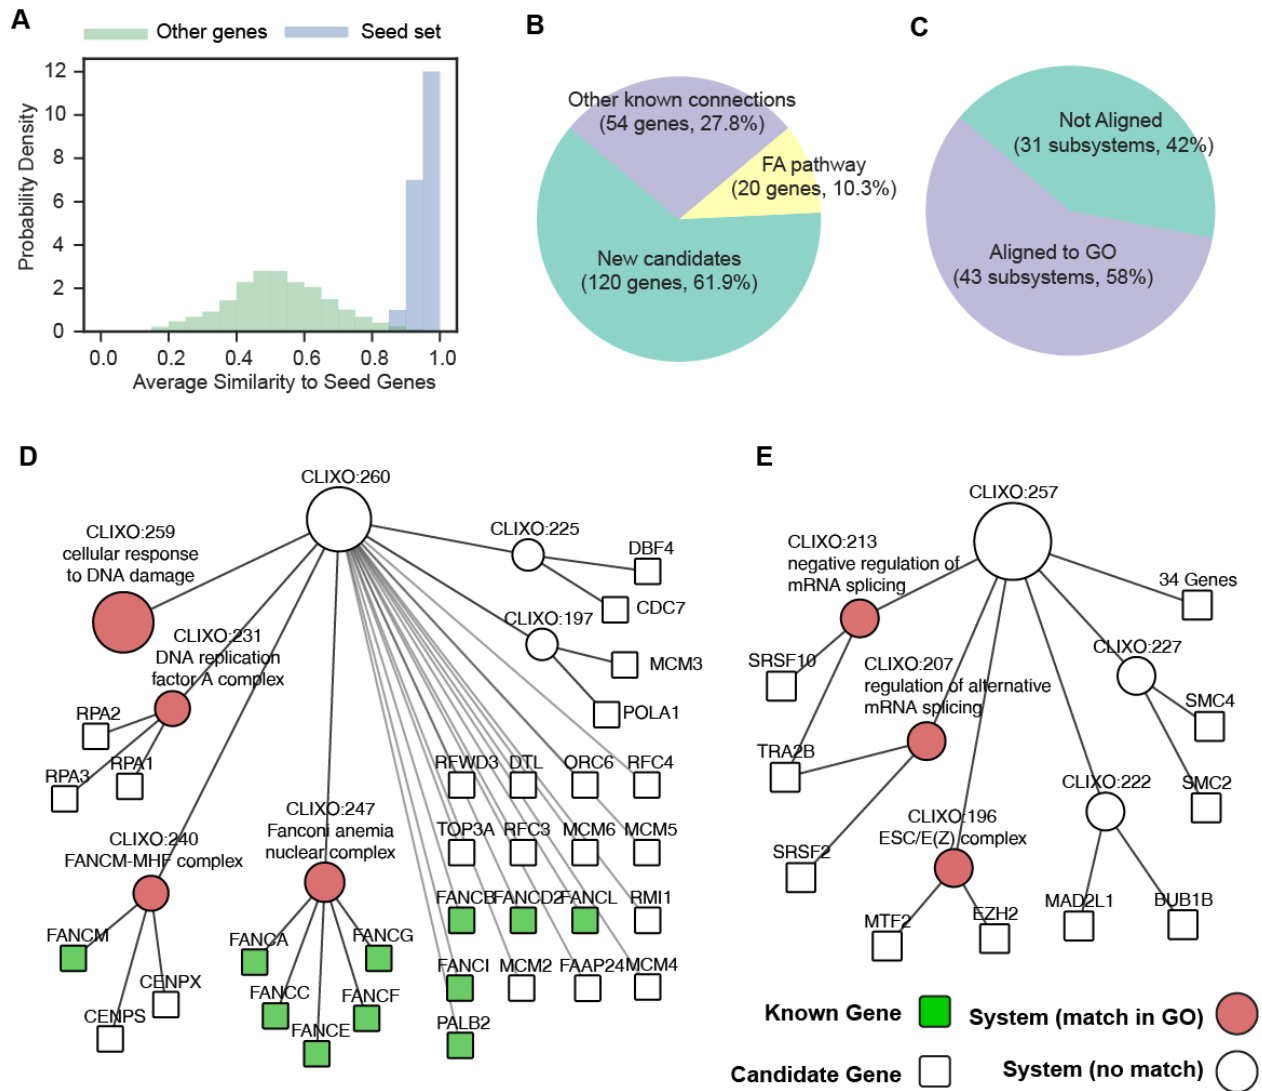 A
Other genes
Seed set
Probability Density
12
10
8
6
4
2
0
0.0
0.2
0.4
0.6
0.8
1.0
Average Similarity to Seed Genes
B
Other known connections
(54 genes, 27.8%)
FA pathway
(20 genes, 10.3%)
New candidates
(120 genes, 61.9%)
C
Not Aligned
(31 subsystems, 42%)
Aligned to GO
(43 subsystems, 58%)
D
CLIXO:260
CLIXO:259
cellular response
to DNA damage
CLIXO:225
DBF4
CDC7
CLIXO:197
MCM3
POLA1
CLIXO:231
DNA replication
factor A complex
RPA2
RPA3
RPA1
CLIXO:240
FANCM-MHF complex
FANCM
CENPX
CENPS
CLIXO:247
Fanconi anemia
nuclear complex
FANCA
FANCG
FANCC
FANCF
FANCE
RFWD3
DTL
ORC6
RFC4
TOP3A
RFC3
MCM6
MCM5
FANCB
FANCD2
FANCL
RMI1
FANCI
MCM2
FAAP24
MCM4
PALB2
E
CLIXO:257
CLIXO:213
negative regulation of
mRNA splicing
34 Genes
SRSF10
CLIXO:207
regulation of alternative
mRNA splicing
CLIXO:227
SMC4
SMC2
TRA2B
SRSF2
CLIXO:222
CLIXO:196
ESC/E(Z) complex
MTF2
EZH2
MAD2L1
BUB1B
Known Gene
System (match in GO)
Candidate Gene
System (no match)